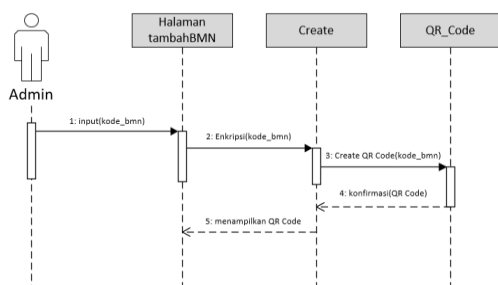 Halaman
tambahBMN
Create
QR_Code
Admin
1: input(kode_bmn)
2: Enkripsi(kode_bmn)
3: Create QR Code(kode_bmn)
4: konfirmasi(QR Code)
5: menampilkan QR Code